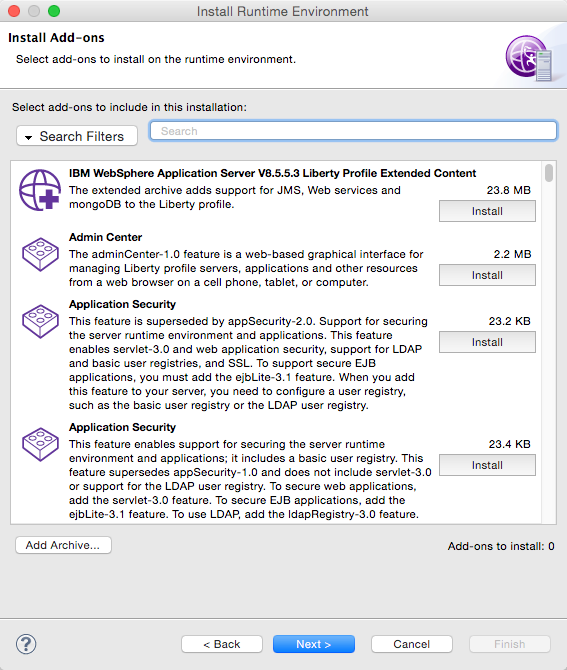 Install Runtime Environment
Install Add-ons
Select add-ons to install on the runtime environment.
Select add-ons to include in this installation:
Search Filters
Search
IBM WebSphere Application Server V8.5.5.3 Liberty Profile Extended Content
The extended archive adds support for JMS, Web services and
mongoDB to the Liberty profile.
23.8 MB
Install
Admin Center
The adminCenter-1.0 feature is a web-based graphical interface for
managing Liberty profile servers, applications and other resources
from a web browser on a cell phone, tablet, or computer.
2.2 MB
Install
Application Security
This feature is superseded by appSecurity-2.0. Support for securing
the server runtime environment and applications. This feature
enables servlet-3.0 and web application security, support for LDAP
and basic user registries, and SSL. To support secure EJB
applications, you must add the ejbLite-3.1 feature. When you add
this feature to your server, you need to configure a user registry,
such as the basic user registry or the LDAP user registry.
23.2 KB
Install
Application Security
This feature enables support for securing the server runtime
environment and applications; it includes a basic user registry. This
feature supersedes appSecurity-1.0 and does not include servlet-3.0
or support for the LDAP user registry. To secure web applications,
add the servlet-3.0 feature. To secure EJB applications, add the
ejbLite-3.1 feature. To use LDAP, add the ldapRegistry-3.0 feature.
23.4 KB
Install
Add Archive...
Add-ons to install: 0
?
< Back
Next >
Cancel
Finish